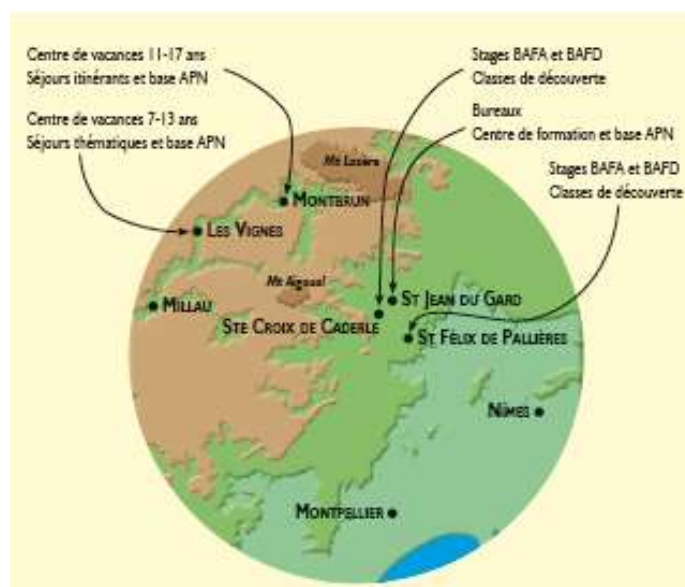 Centre de vacances 11-17 ans
Séjours itinérants et base APN
Centre de vacances 7-13 ans
Séjours thématiques et base APN
Stages BAFA et BAFD
Classes de découverte
Bureaux
Centre de formation et base APN
Stages BAFA et BAFD
Classes de découverte
Mt Lozère
MONTBRUN
LES VIGNES
Mt Aigoual
MILLAU
ST JEAN DU GARD
STE CROIX DE CADERLE
ST FÉLIX DE PALLIÈRES
NÎMES
MONTPELLIER